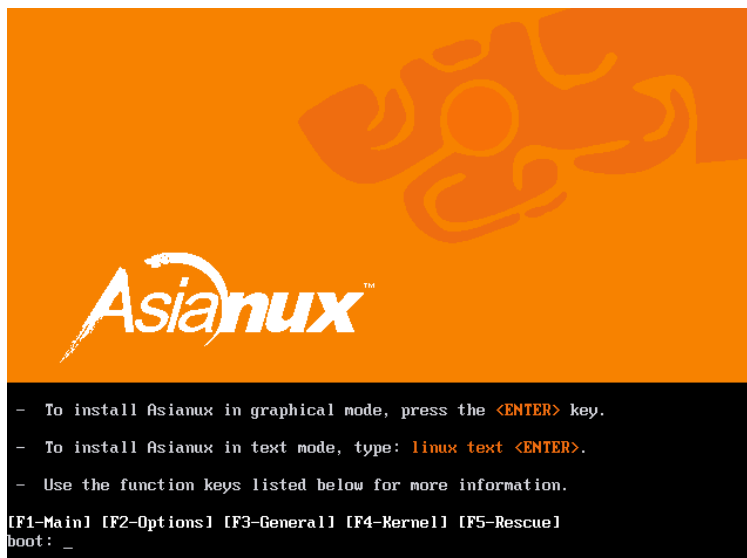 Asianux™
- To install Asianux in graphical mode, press the <ENTER> key.
- To install Asianux in text mode, type: linux text <ENTER>.
- Use the function keys listed below for more information.
[F1-Main] [F2-Options] [F3-General] [F4-Kernel] [F5-Rescue]
boot: _